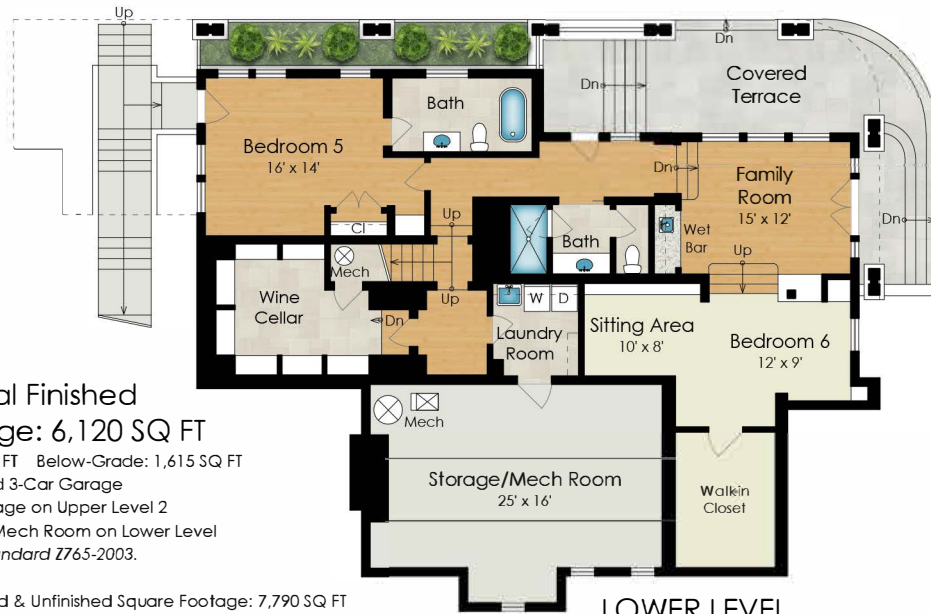 Up
Dn
Dn
Covered
Terrace
Bath
Bedroom 5
16' x 14'
Dn
Family
Room
15' x 12'
Dn
Up
Cl
Bath
Wet
Bar
Mech
Up
Up
Wine
Cellar
Dn
W D
Laundry
Room
Sitting Area
10' x 8'
Bedroom 6
12' x 9'
Mech
Storage/Mech Room
25' x 16'
Walk-in
Closet
Finished
6,120 SQ FT
FT Below-Grade: 1,615 SQ FT
3-Car Garage
on Upper Level 2
Mech Room on Lower Level
Z765-2003.
& Unfinished Square Footage: 7,790 SQ FT
LOWER LEVEL